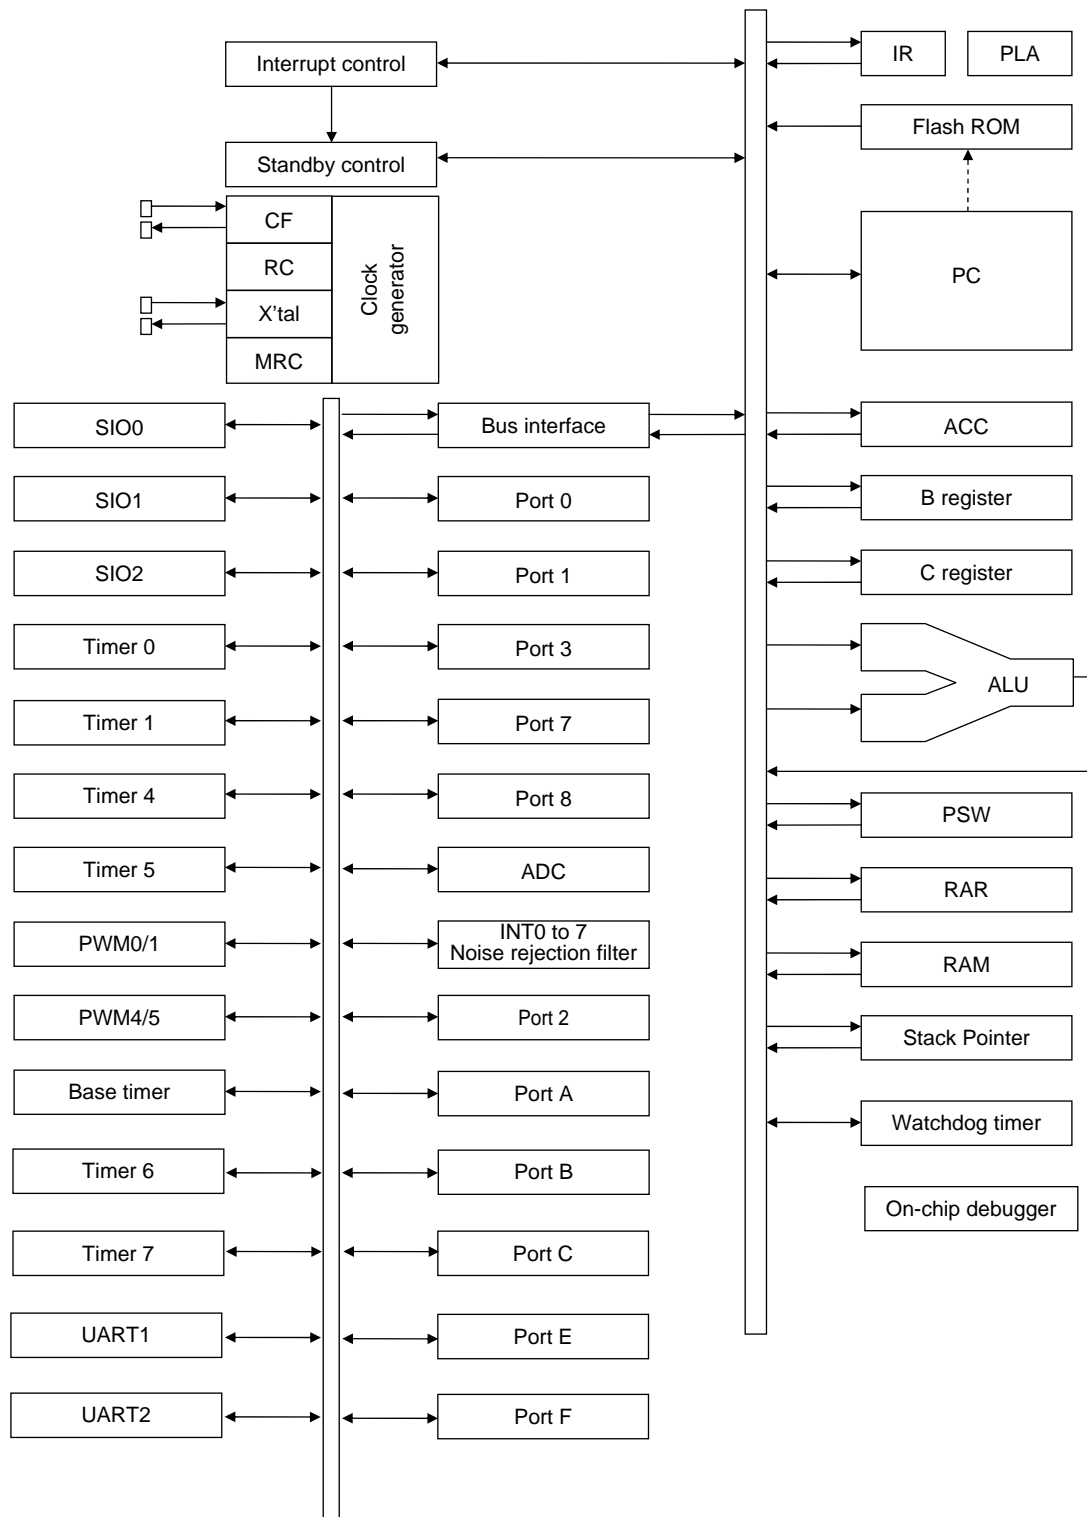 Interrupt control
IR
PLA
Flash ROM
Standby control
CF
RC
X'tal
MRC
Clock
generator
PC
SIO0
Bus interface
ACC
SIO1
Port 0
B register
SIO2
Port 1
C register
Timer 0
Port 3
ALU
Timer 1
Port 7
Timer 4
Port 8
PSW
Timer 5
ADC
RAR
PWM0/1
INT0 to 7
Noise rejection filter
RAM
PWM4/5
Port 2
Stack Pointer
Base timer
Port A
Watchdog timer
Timer 6
Port B
On-chip debugger
Timer 7
Port C
UART1
Port E
UART2
Port F